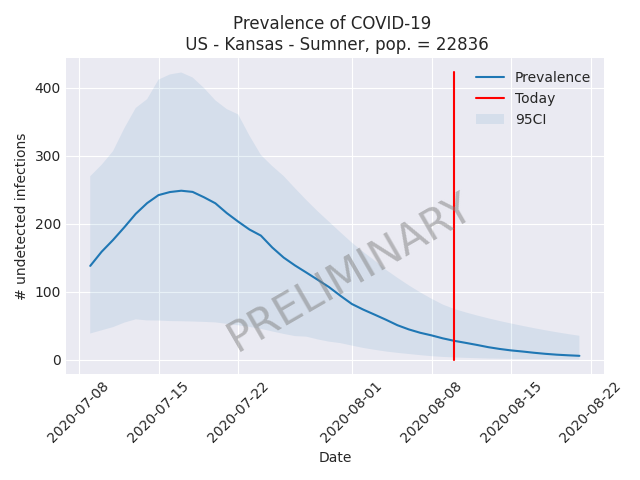 Prevalence of COVID-19
US - Kansas - Sumner, pop. = 22836
# undetected infections
400
300
200
100
0
Prevalence
Today
95CI
PRELIMINARY
2020-07-08
2020-07-15
2020-07-22
2020-08-01
2020-08-08
2020-08-15
2020-08-22
Date